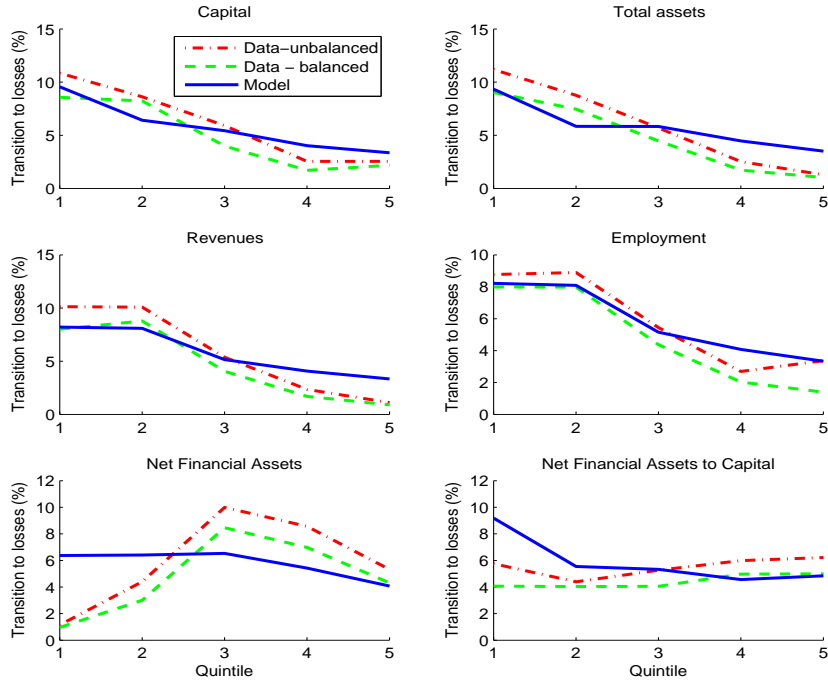 Capital
Transition to losses (%)
15
10
5
0
1 2 3 4 5
Data-unbalanced
Data - balanced
Model
Total assets
Transition to losses (%)
15
10
5
0
1 2 3 4 5
Revenues
Transition to losses (%)
15
10
5
0
1 2 3 4 5
Employment
Transition to losses (%)
10
8
6
4
2
0
1 2 3 4 5
Net Financial Assets
Transition to losses (%)
12
10
8
6
4
2
0
1 2 3 4 5
Quintile
Net Financial Assets to Capital
Transition to losses (%)
12
10
8
6
4
2
0
1 2 3 4 5
Quintile